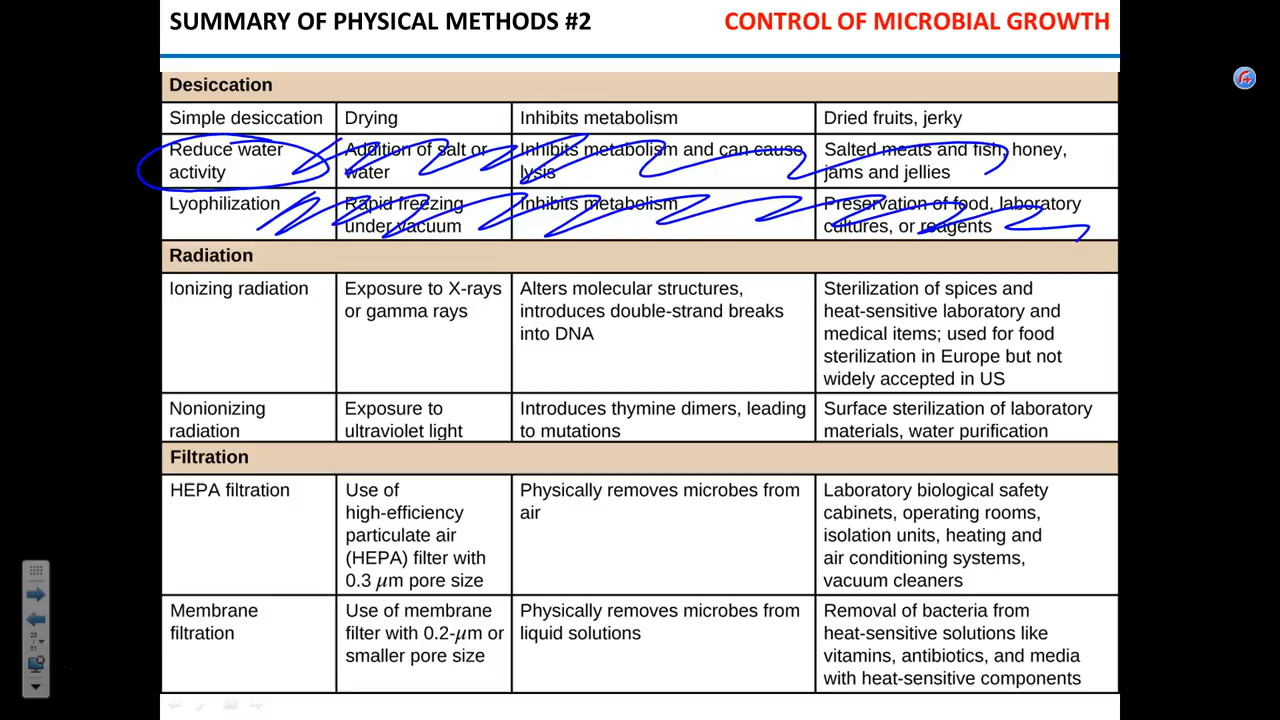 SUMMARY OF PHYSICAL METHODS #2 CONTROL OF MICROBIAL GROWTH
Desiccation
Simple desiccation Drying Inhibits metabolism Dried fruits, jerky
Reduce water Addition of salt or Inhibits metabolism and can cause Salted meats and fish, honey,
activity water lysis jams and jellies
Lyophilization Rapid freezing Inhibits metabolism Preservation of food, laboratory
under vacuum cultures, or reagents
Radiation
Ionizing radiation Exposure to X-rays Alters molecular structures, Sterilization of spices and
or gamma rays introduces double-strand breaks heat-sensitive laboratory and
into DNA medical items; used for food
sterilization in Europe but not
widely accepted in US
Nonionizing Exposure to Introduces thymine dimers, leading Surface sterilization of laboratory
radiation ultraviolet light to mutations materials, water purification
Filtration
HEPA filtration Use of Physically removes microbes from Laboratory biological safety
high-efficiency air cabinets, operating rooms,
particulate air isolation units, heating and
(HEPA) filter with air conditioning systems,
0.3 μm pore size vacuum cleaners
Membrane Use of membrane Physically removes microbes from Removal of bacteria from
filtration filter with 0.2-μm or liquid solutions heat-sensitive solutions like
smaller pore size vitamins, antibiotics, and media
with heat-sensitive components